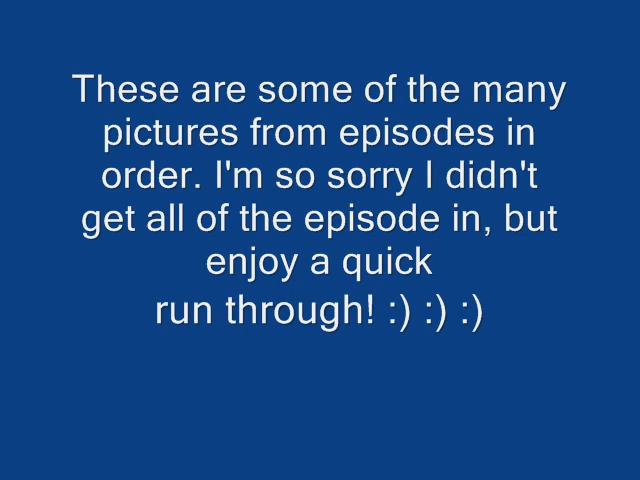 These are some of the many
pictures from episodes in
order. I'm so sorry I didn't
get all of the episode in, but
enjoy a quick
run through! :) :) :)